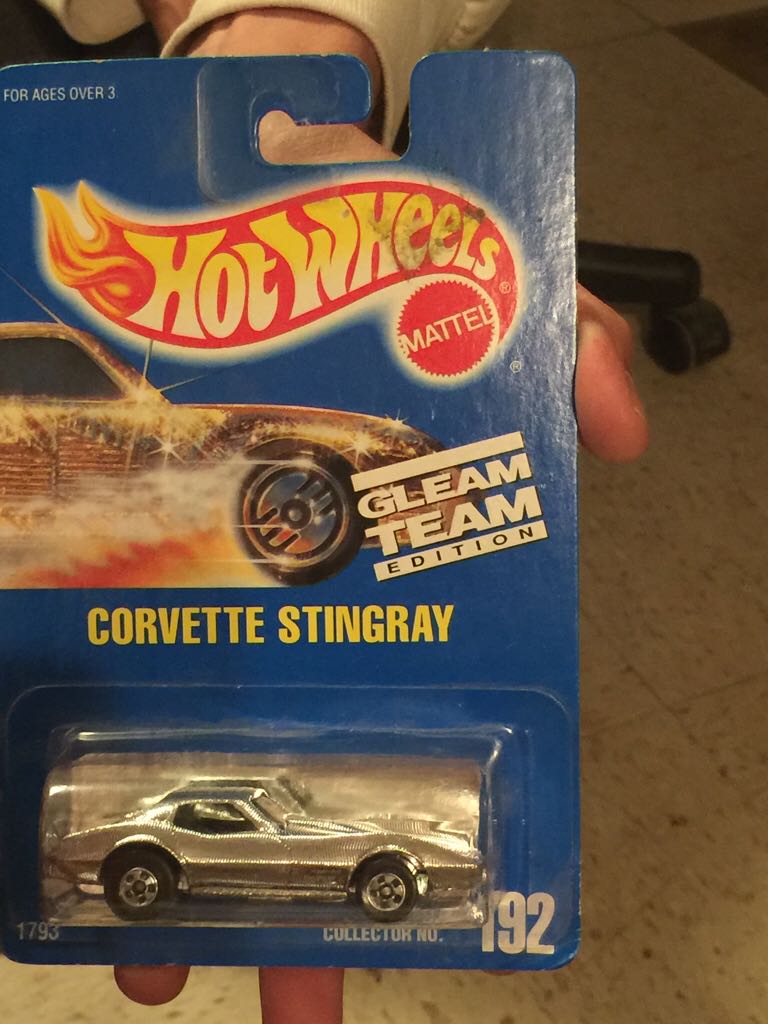 FOR AGES OVER 3
HOT WHEELS®
MATTEL
®
GLEAM
TEAM
EDITION
CORVETTE STINGRAY
1793
COLLECTOR NO. 192